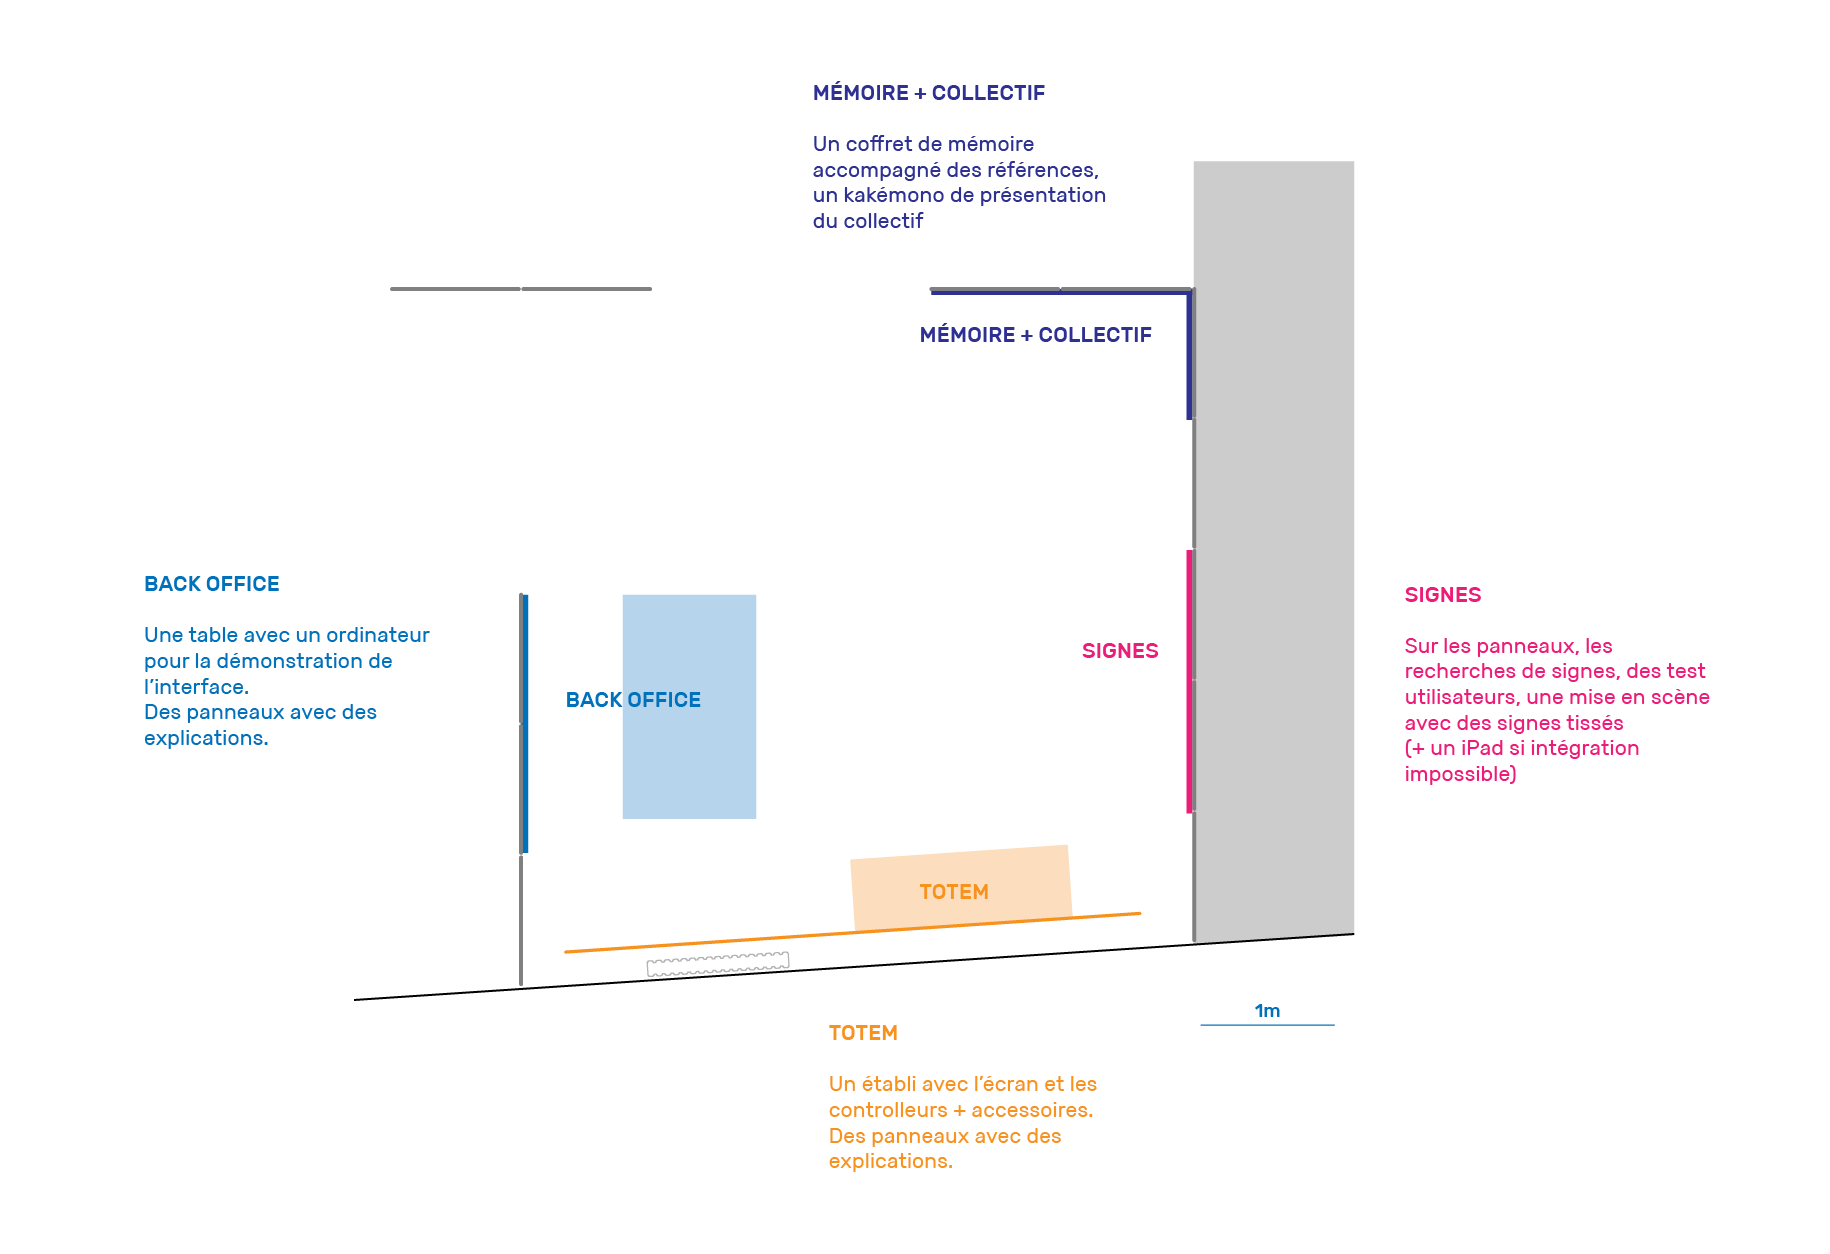 MÉMOIRE + COLLECTIF
Un coffret de mémoire
accompagné des références,
un kakémono de présentation
du collectif
MÉMOIRE + COLLECTIF
BACK OFFICE
Une table avec un ordinateur
pour la démonstration de
l'interface.
Des panneaux avec des
explications.
BACK OFFICE
SIGNES
SIGNES
Sur les panneaux, les
recherches de signes, des test
utilisateurs, une mise en scène
avec des signes tissés
(+ un iPad si intégration
impossible)
TOTEM
1m
TOTEM
Un établi avec l'écran et les
controlleurs + accessoires.
Des panneaux avec des
explications.